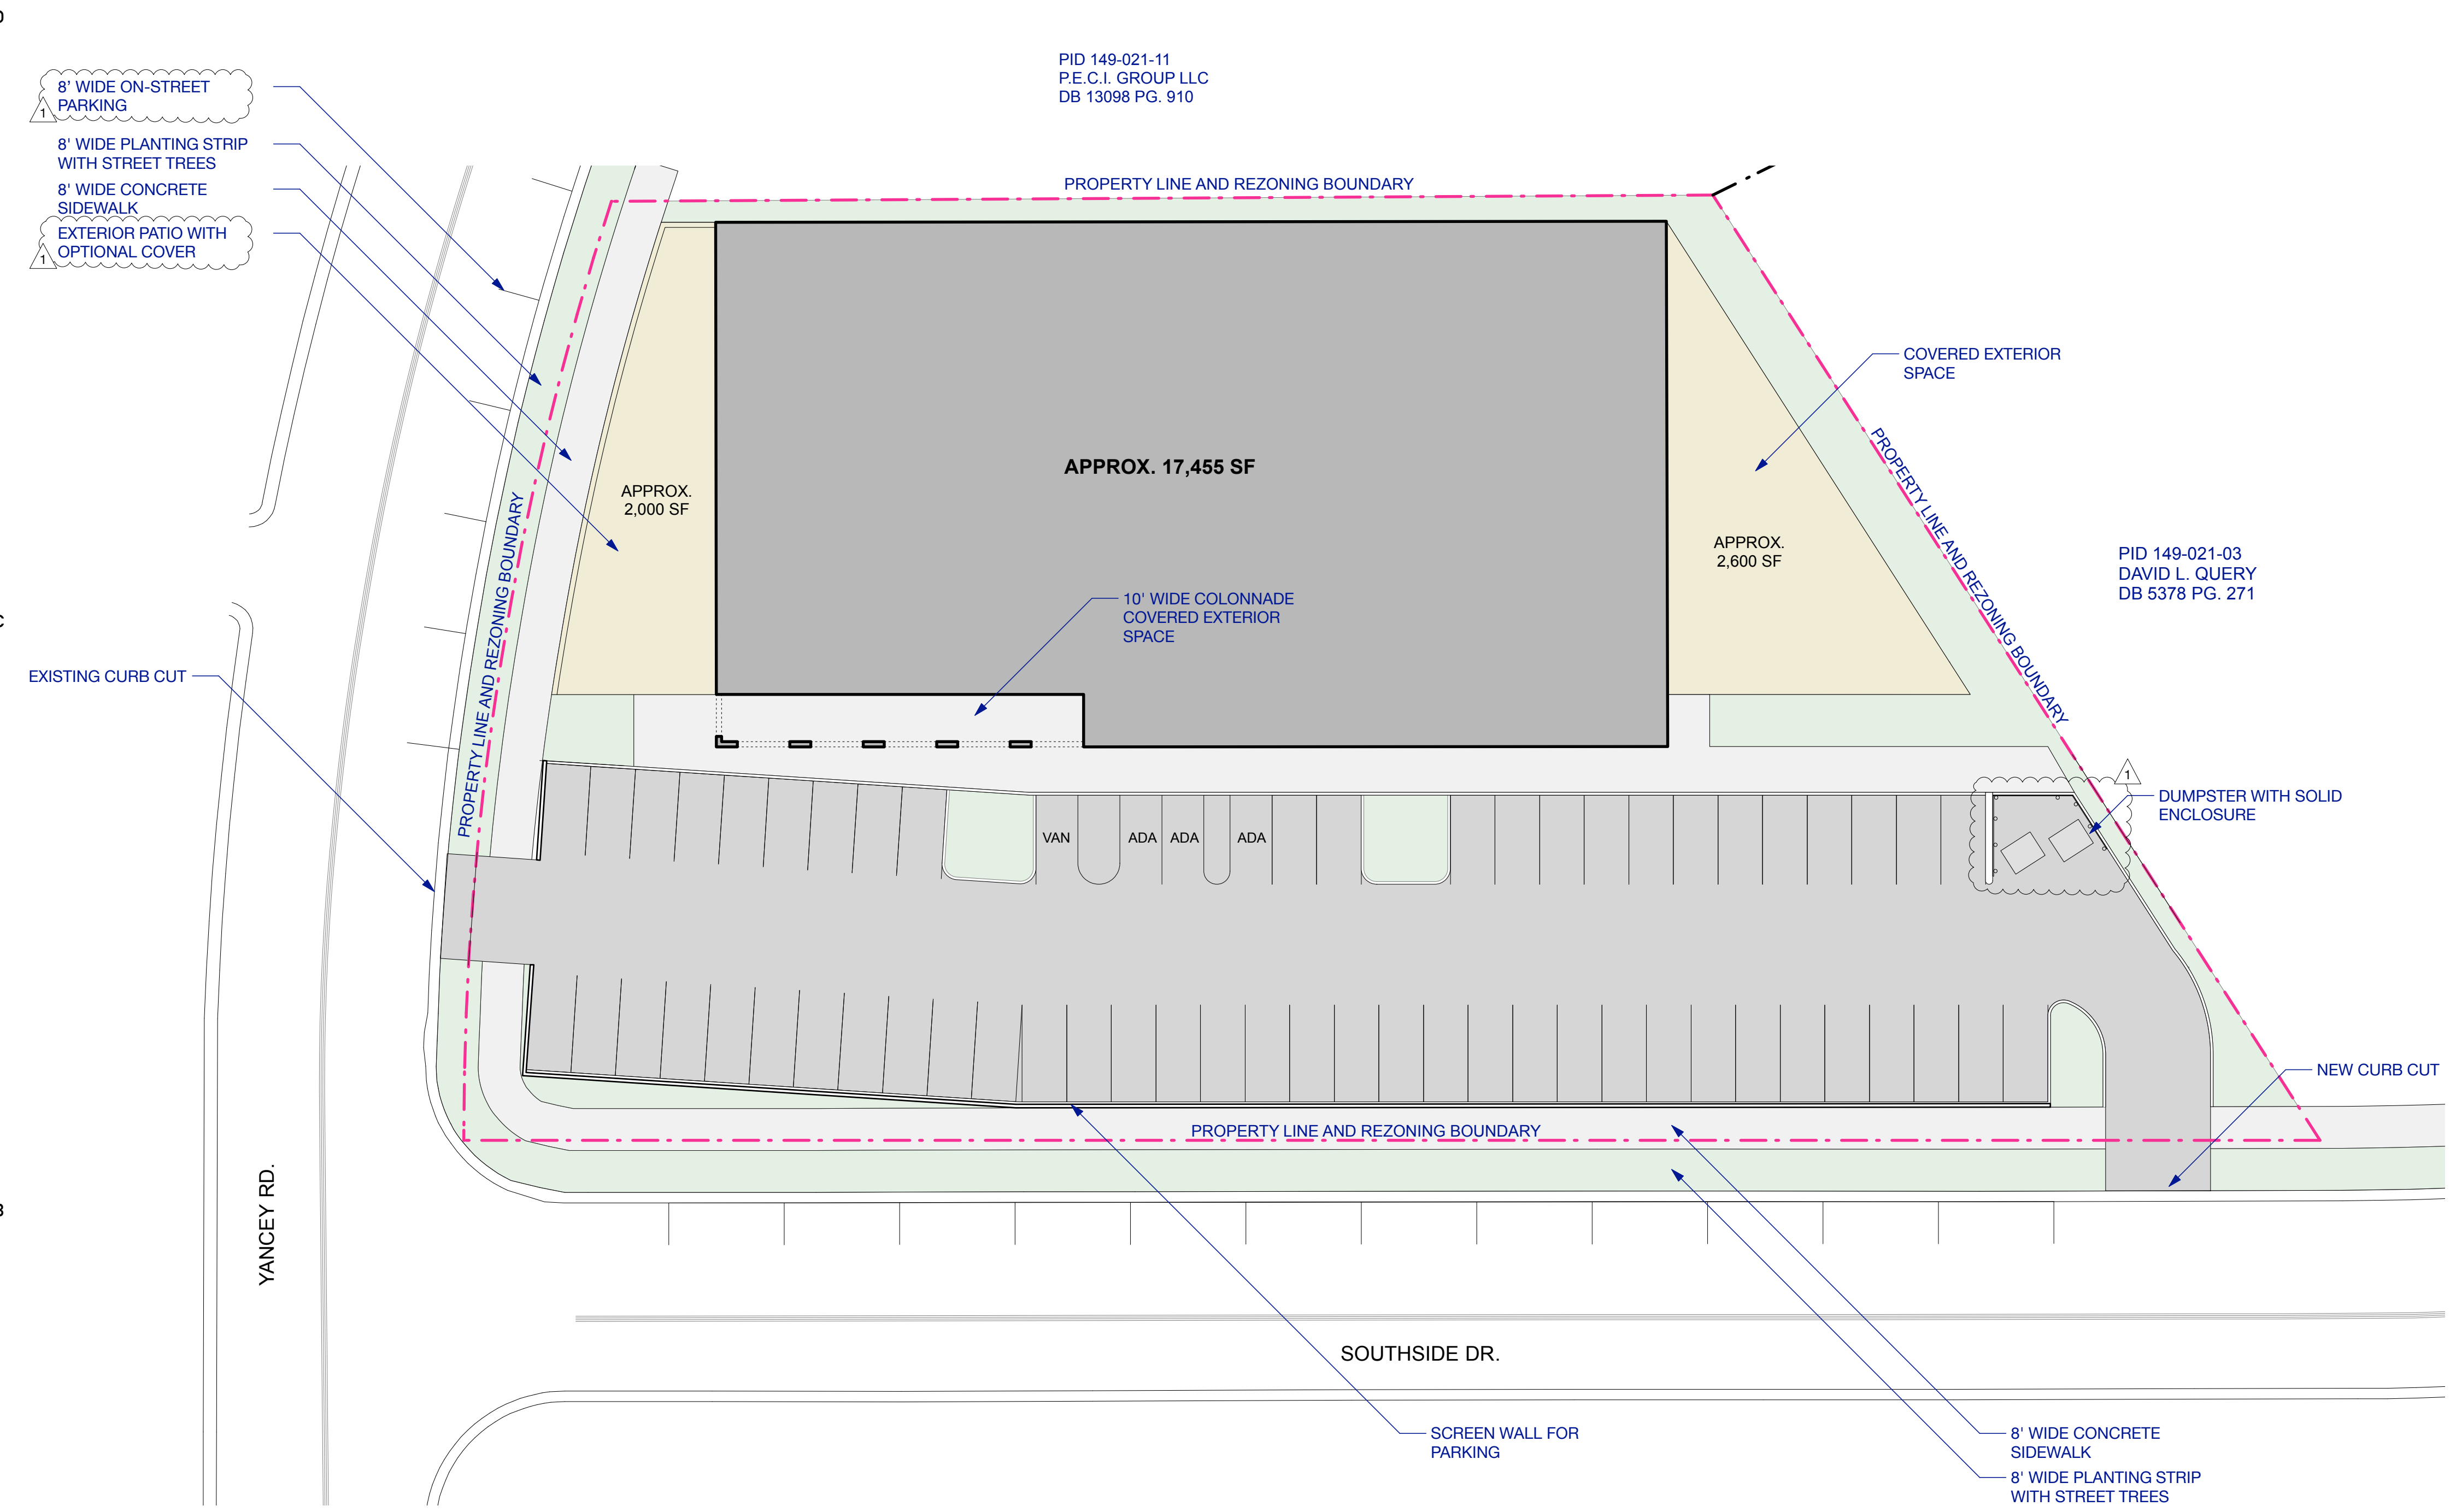 PID 149-021-11
P.E.C.I. GROUP LLC
DB 13098 PG. 910
8' WIDE ON-STREET
PARKING
1
8' WIDE PLANTING STRIP
WITH STREET TREES
8' WIDE CONCRETE
SIDEWALK
EXTERIOR PATIO WITH
OPTIONAL COVER
1
PROPERTY LINE AND REZONING BOUNDARY
COVERED EXTERIOR
SPACE
APPROX. 17,455 SF
APPROX.
2,000 SF
APPROX.
2,600 SF
PROPERTY LINE AND REZONING BOUNDARY
PID 149-021-03
DAVID L. QUERY
DB 5378 PG. 271
10' WIDE COLONNADE
COVERED EXTERIOR
SPACE
C
EXISTING CURB CUT
PROPERTY LINE AND REZONING BOUNDARY
1
DUMPSTER WITH SOLID
ENCLOSURE
VAN
ADA
ADA
ADA
NEW CURB CUT
PROPERTY LINE AND REZONING BOUNDARY
YANCEY RD.
SOUTHSIDE DR.
SCREEN WALL FOR
PARKING
8' WIDE CONCRETE
SIDEWALK
8' WIDE PLANTING STRIP
WITH STREET TREES